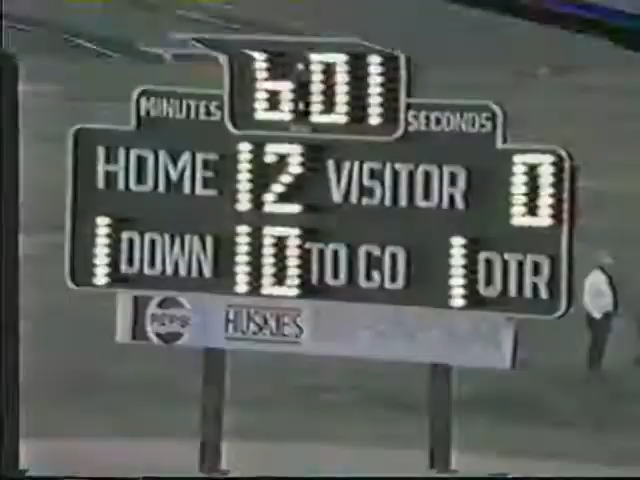 6:01
MINUTES SECONDS
HOME 12 VISITOR 0
1 DOWN 10 TO GO 1 QTR
PEPSI HUSKIES